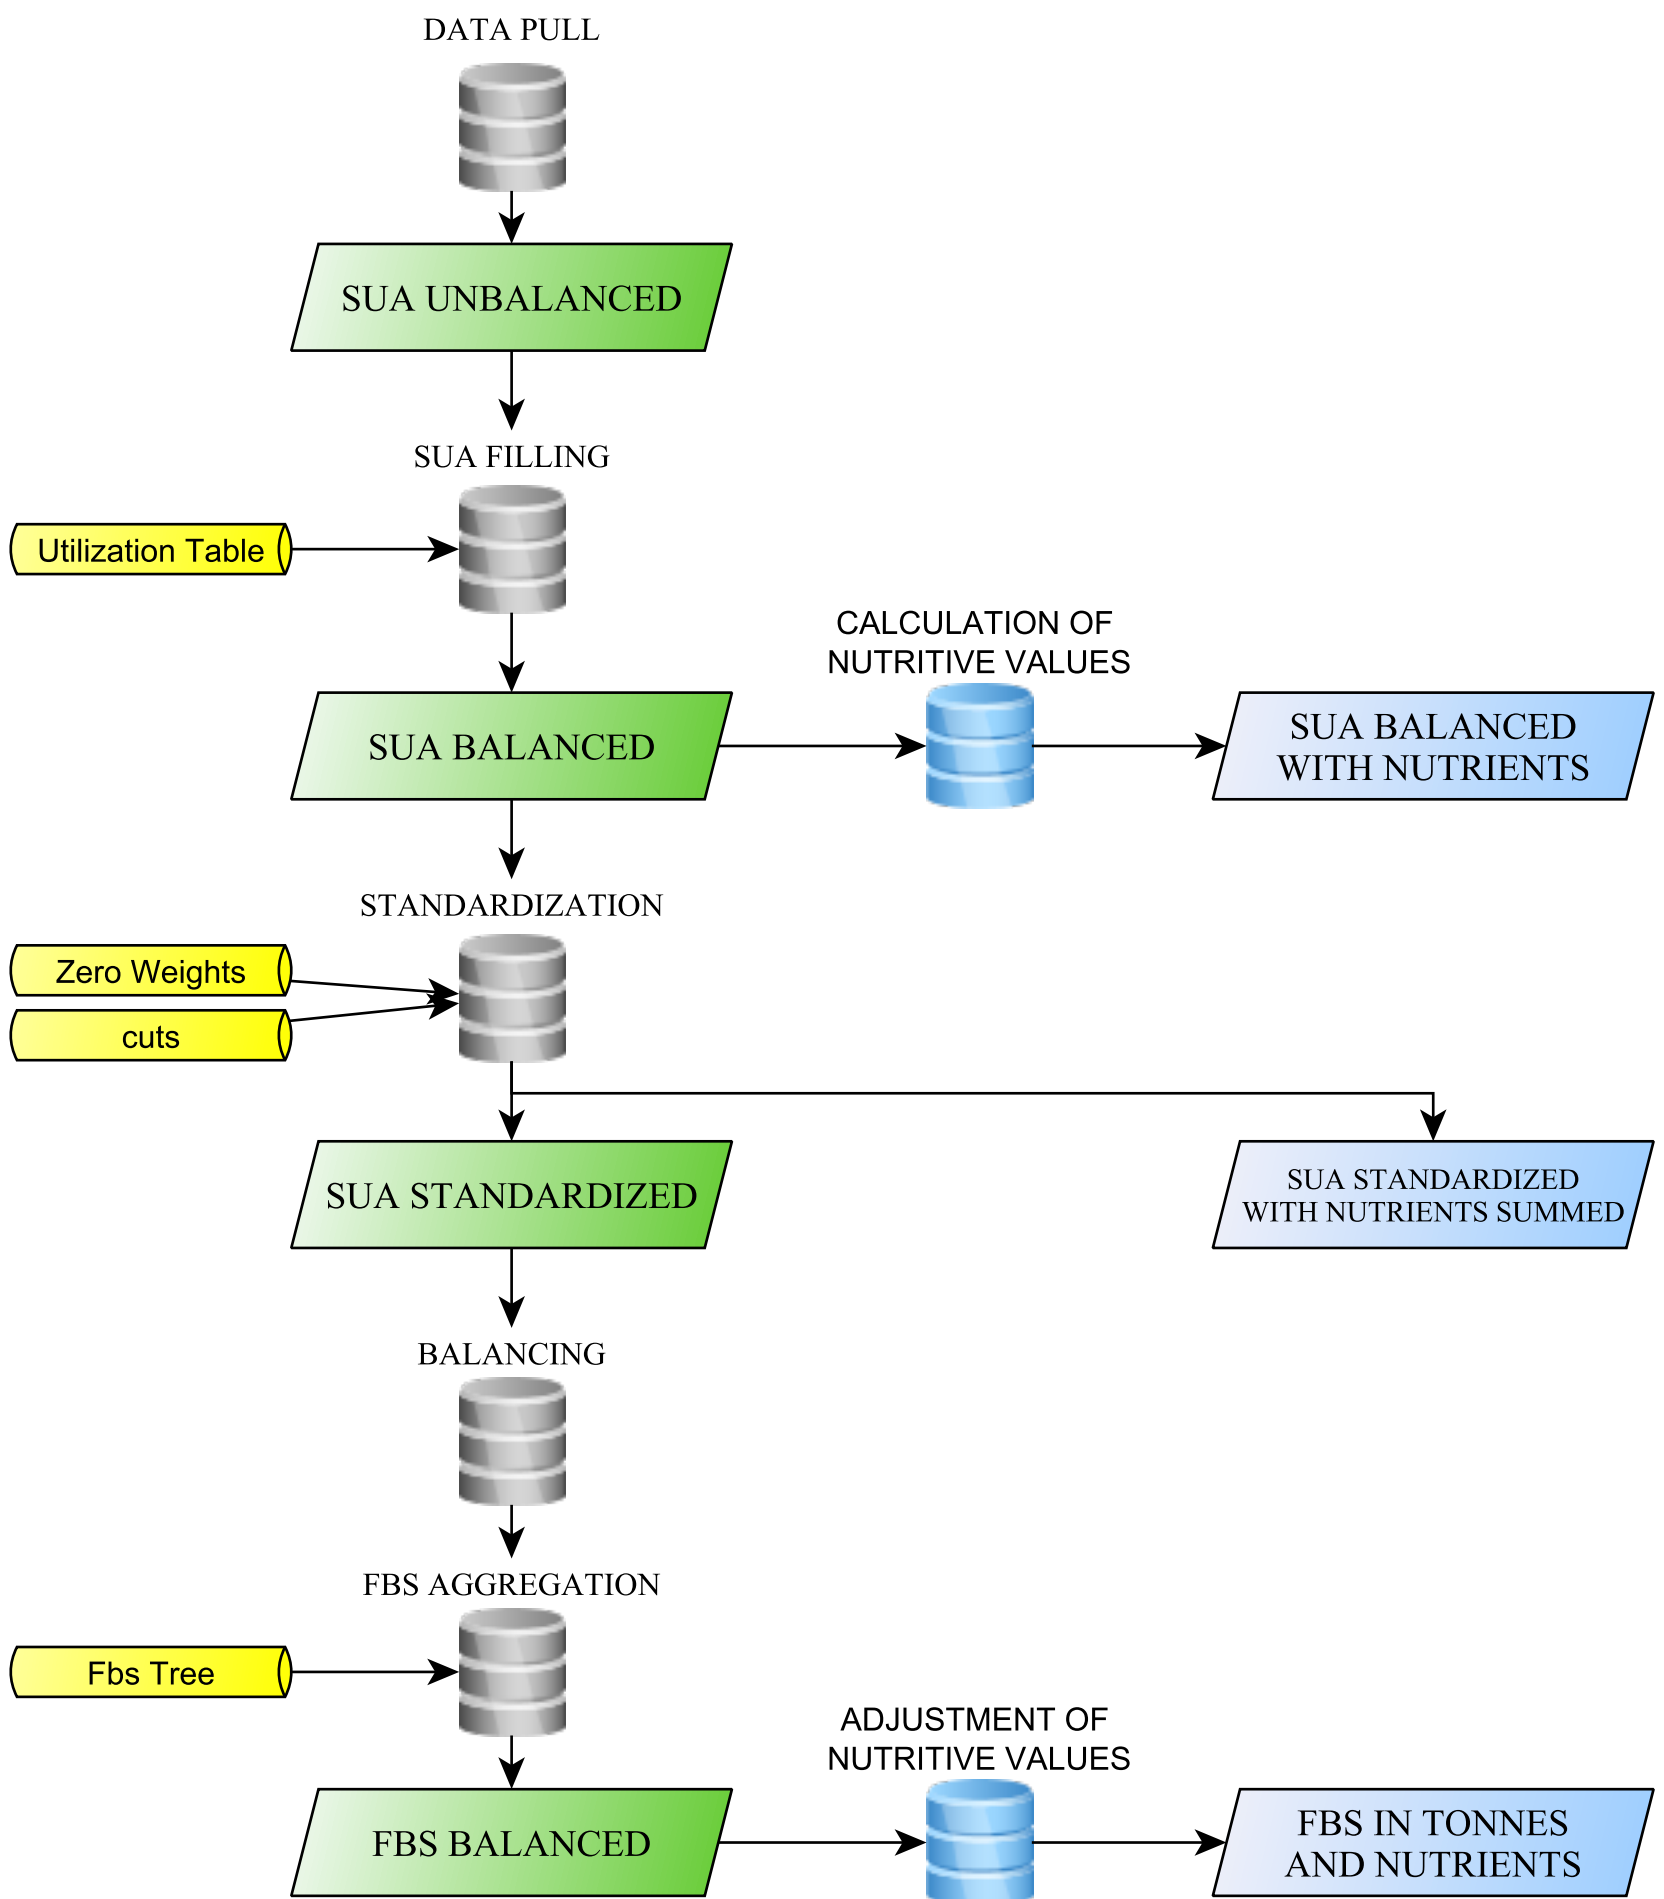 DATA PULL
SUA UNBALANCED
SUA FILLING
Utilization Table
CALCULATION OF
NUTRITIVE VALUES
SUA BALANCED
SUA BALANCED
WITH NUTRIENTS
STANDARDIZATION
Zero Weights
cuts
SUA STANDARDIZED
SUA STANDARDIZED
WITH NUTRIENTS SUMMED
BALANCING
FBS AGGREGATION
Fbs Tree
ADJUSTMENT OF
NUTRITIVE VALUES
FBS BALANCED
FBS IN TONNES
AND NUTRIENTS